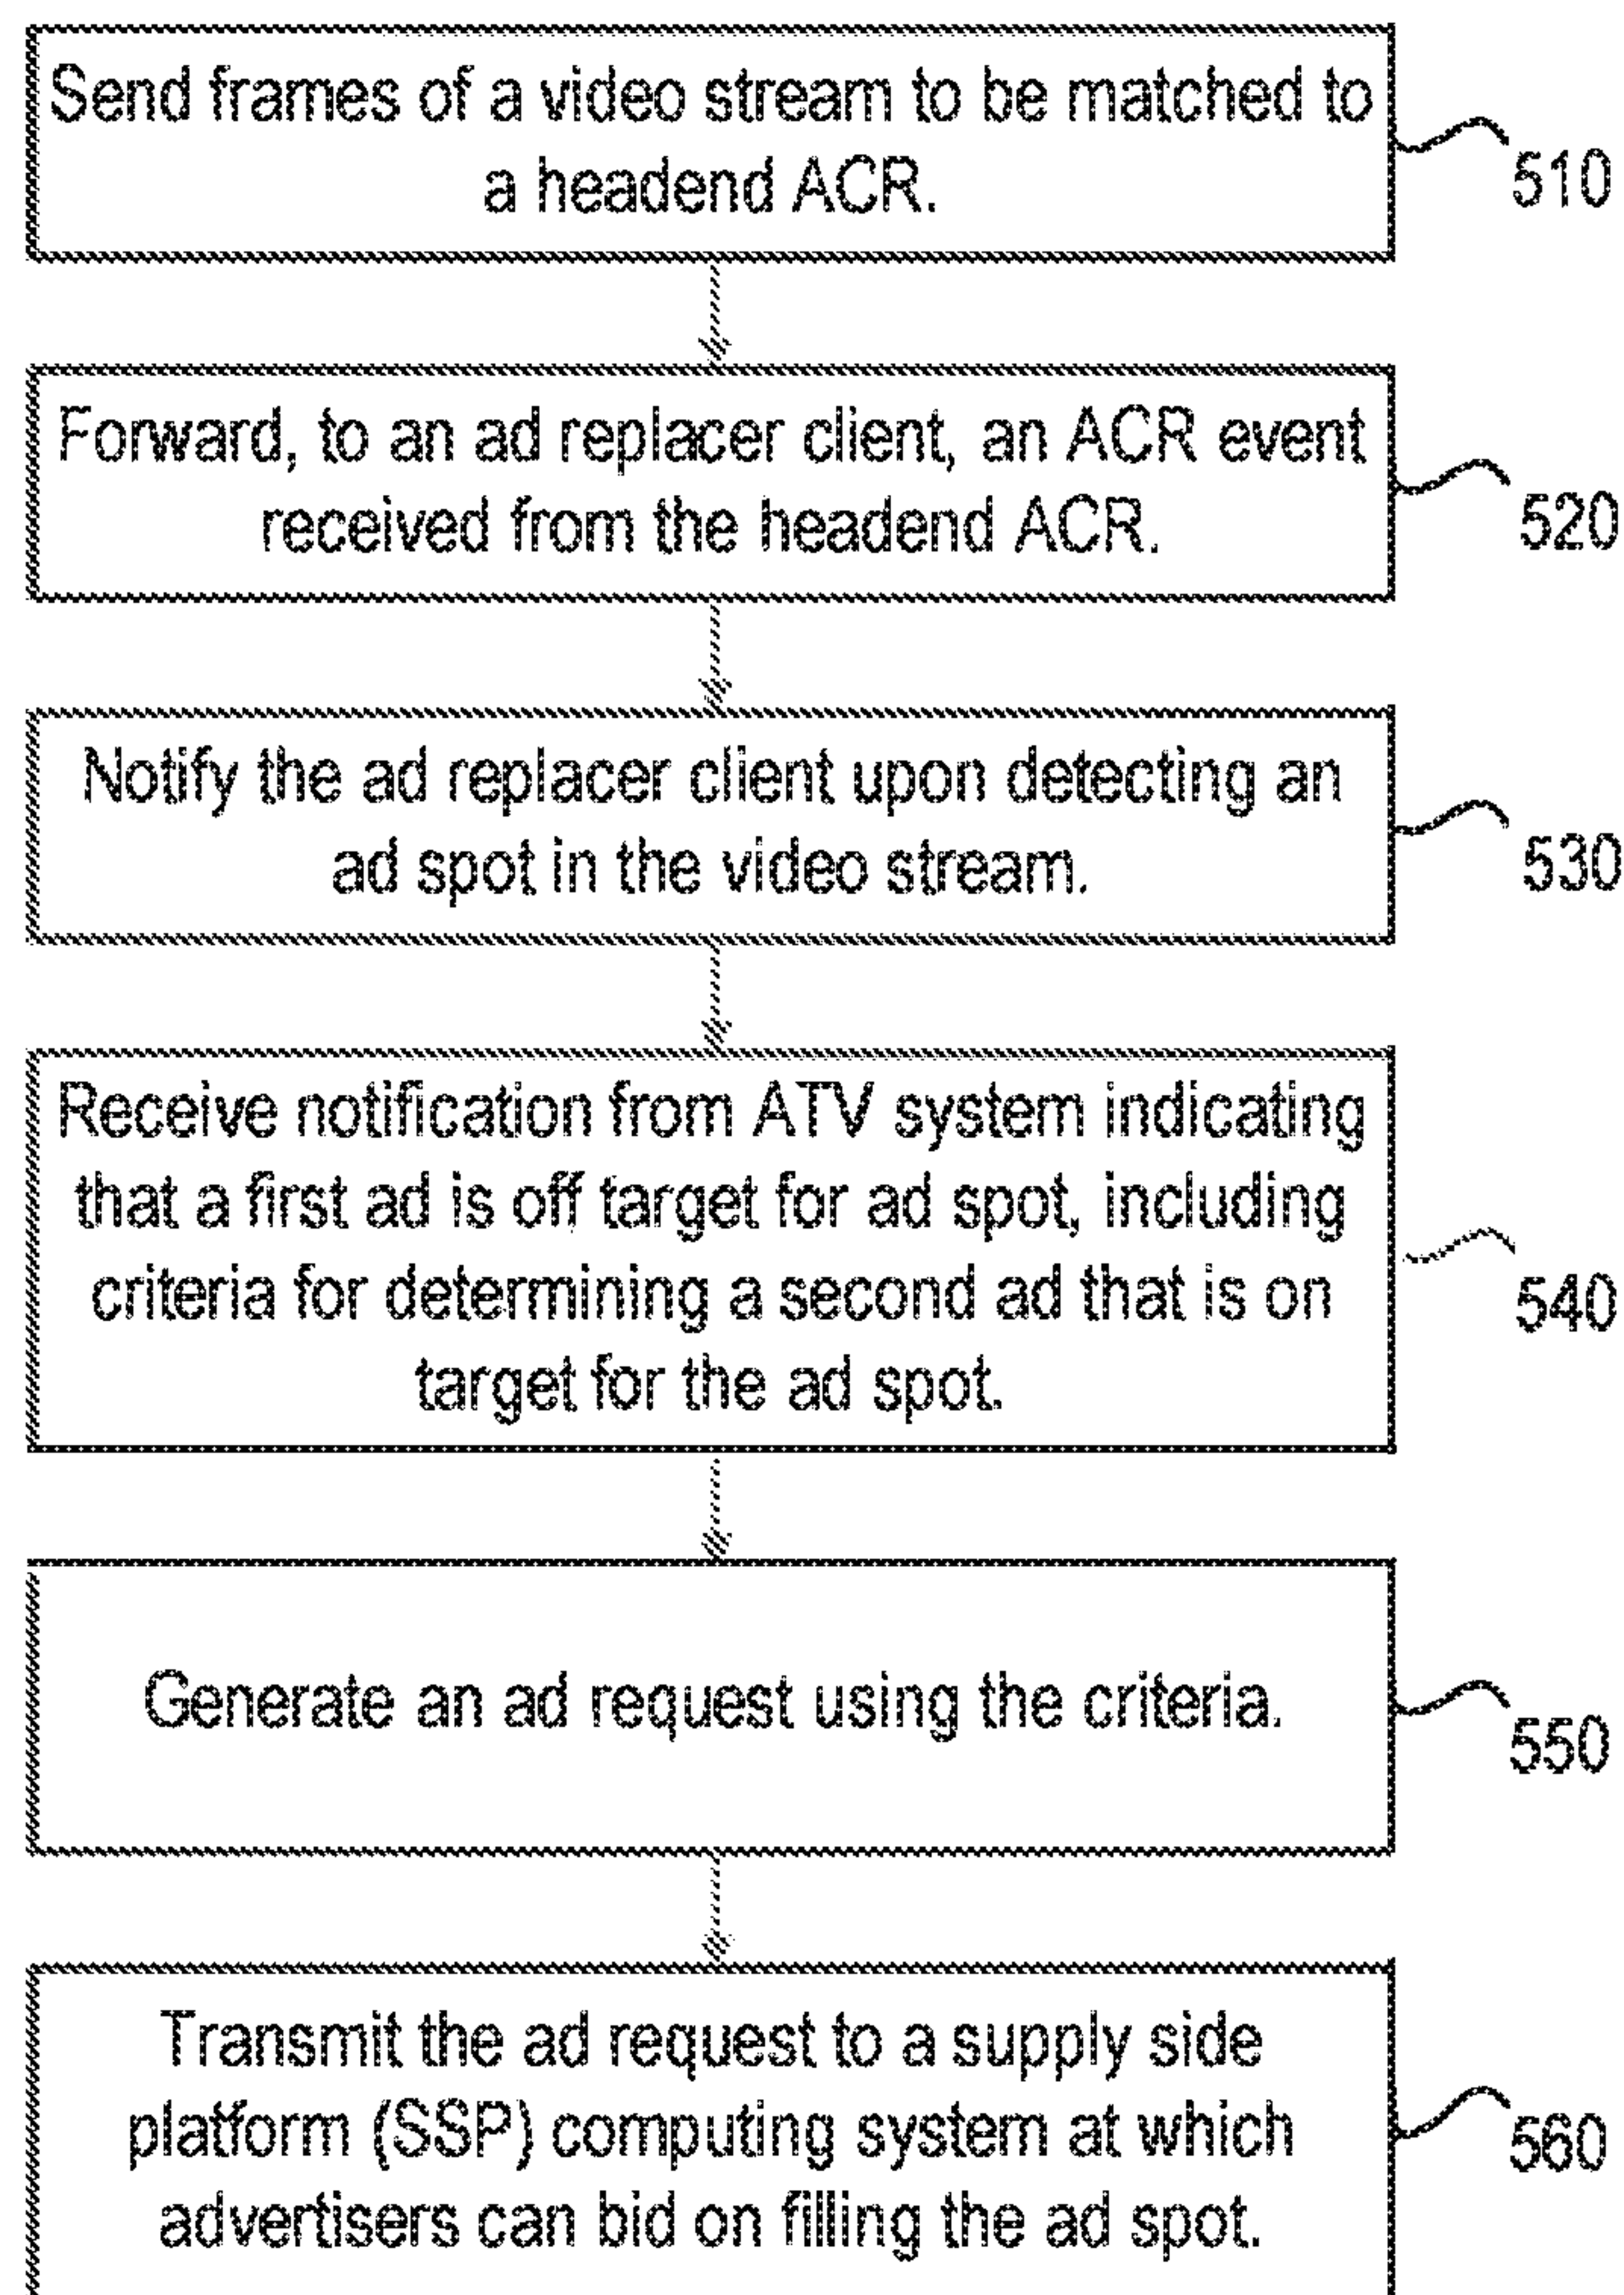 Send frames of a video stream to be matched to
a headend ACR.
510
Forward, to an ad replacer client, an ACR event
received from the headend ACR.
520
Notify the ad replacer client upon detecting an
ad spot in the video stream.
530
Receive notification from ATV system indicating
that a first ad is off target for ad spot, including
criteria for determining a second ad that is on
target for the ad spot.
540
Generate an ad request using the criteria.
550
Transmit the ad request to a supply side
platform (SSP) computing system at which
advertisers can bid on filling the ad spot.
560